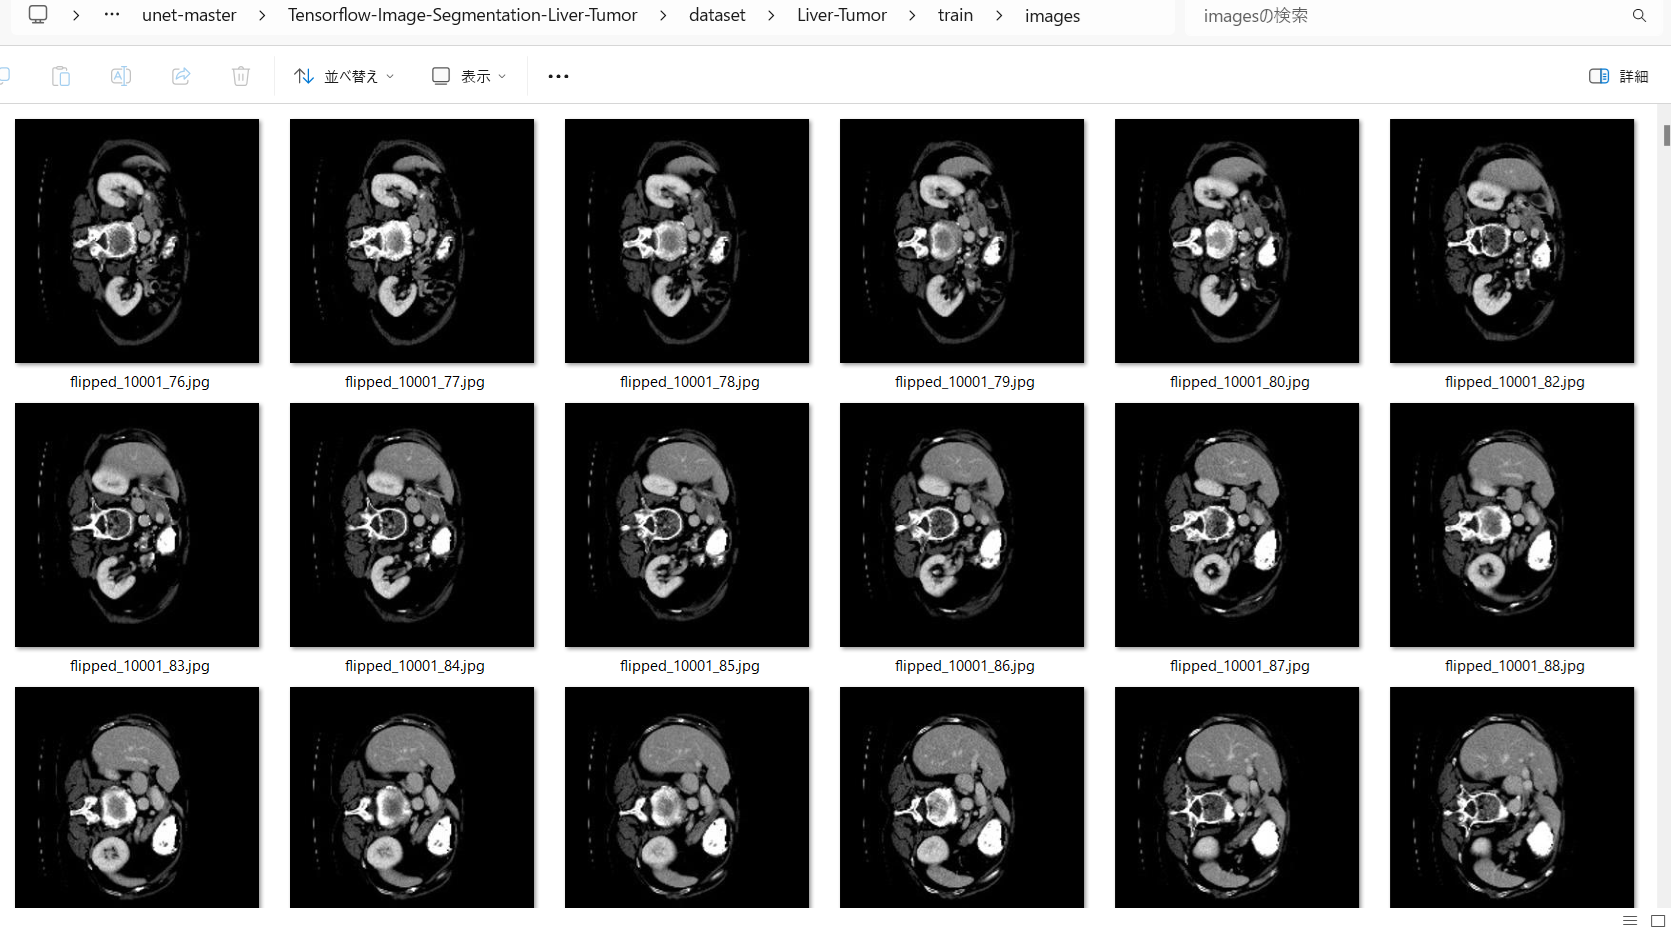 unet-master > Tensorflow-Image-Segmentation-Liver-Tumor > dataset > Liver-Tumor > train > images
imagesの検索
並べ替え
表示
詳細
flipped_10001_76.jpg
flipped_10001_77.jpg
flipped_10001_78.jpg
flipped_10001_79.jpg
flipped_10001_80.jpg
flipped_10001_82.jpg
flipped_10001_83.jpg
flipped_10001_84.jpg
flipped_10001_85.jpg
flipped_10001_86.jpg
flipped_10001_87.jpg
flipped_10001_88.jpg